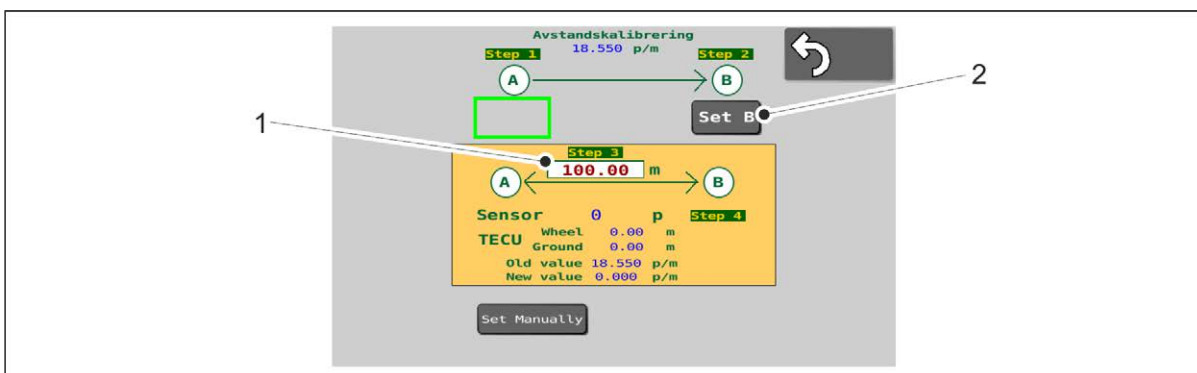 Avstandskalibrering
18.550 p/m
Step 1
Step 2
A
B
Set B
2
1
Step 3
100.00 m
A
B
Sensor 0 p Step 4
TECU
Wheel 0.00 m
Ground 0.00 m
Old value 18.550 p/m
New value 0.000 p/m
Set Manually